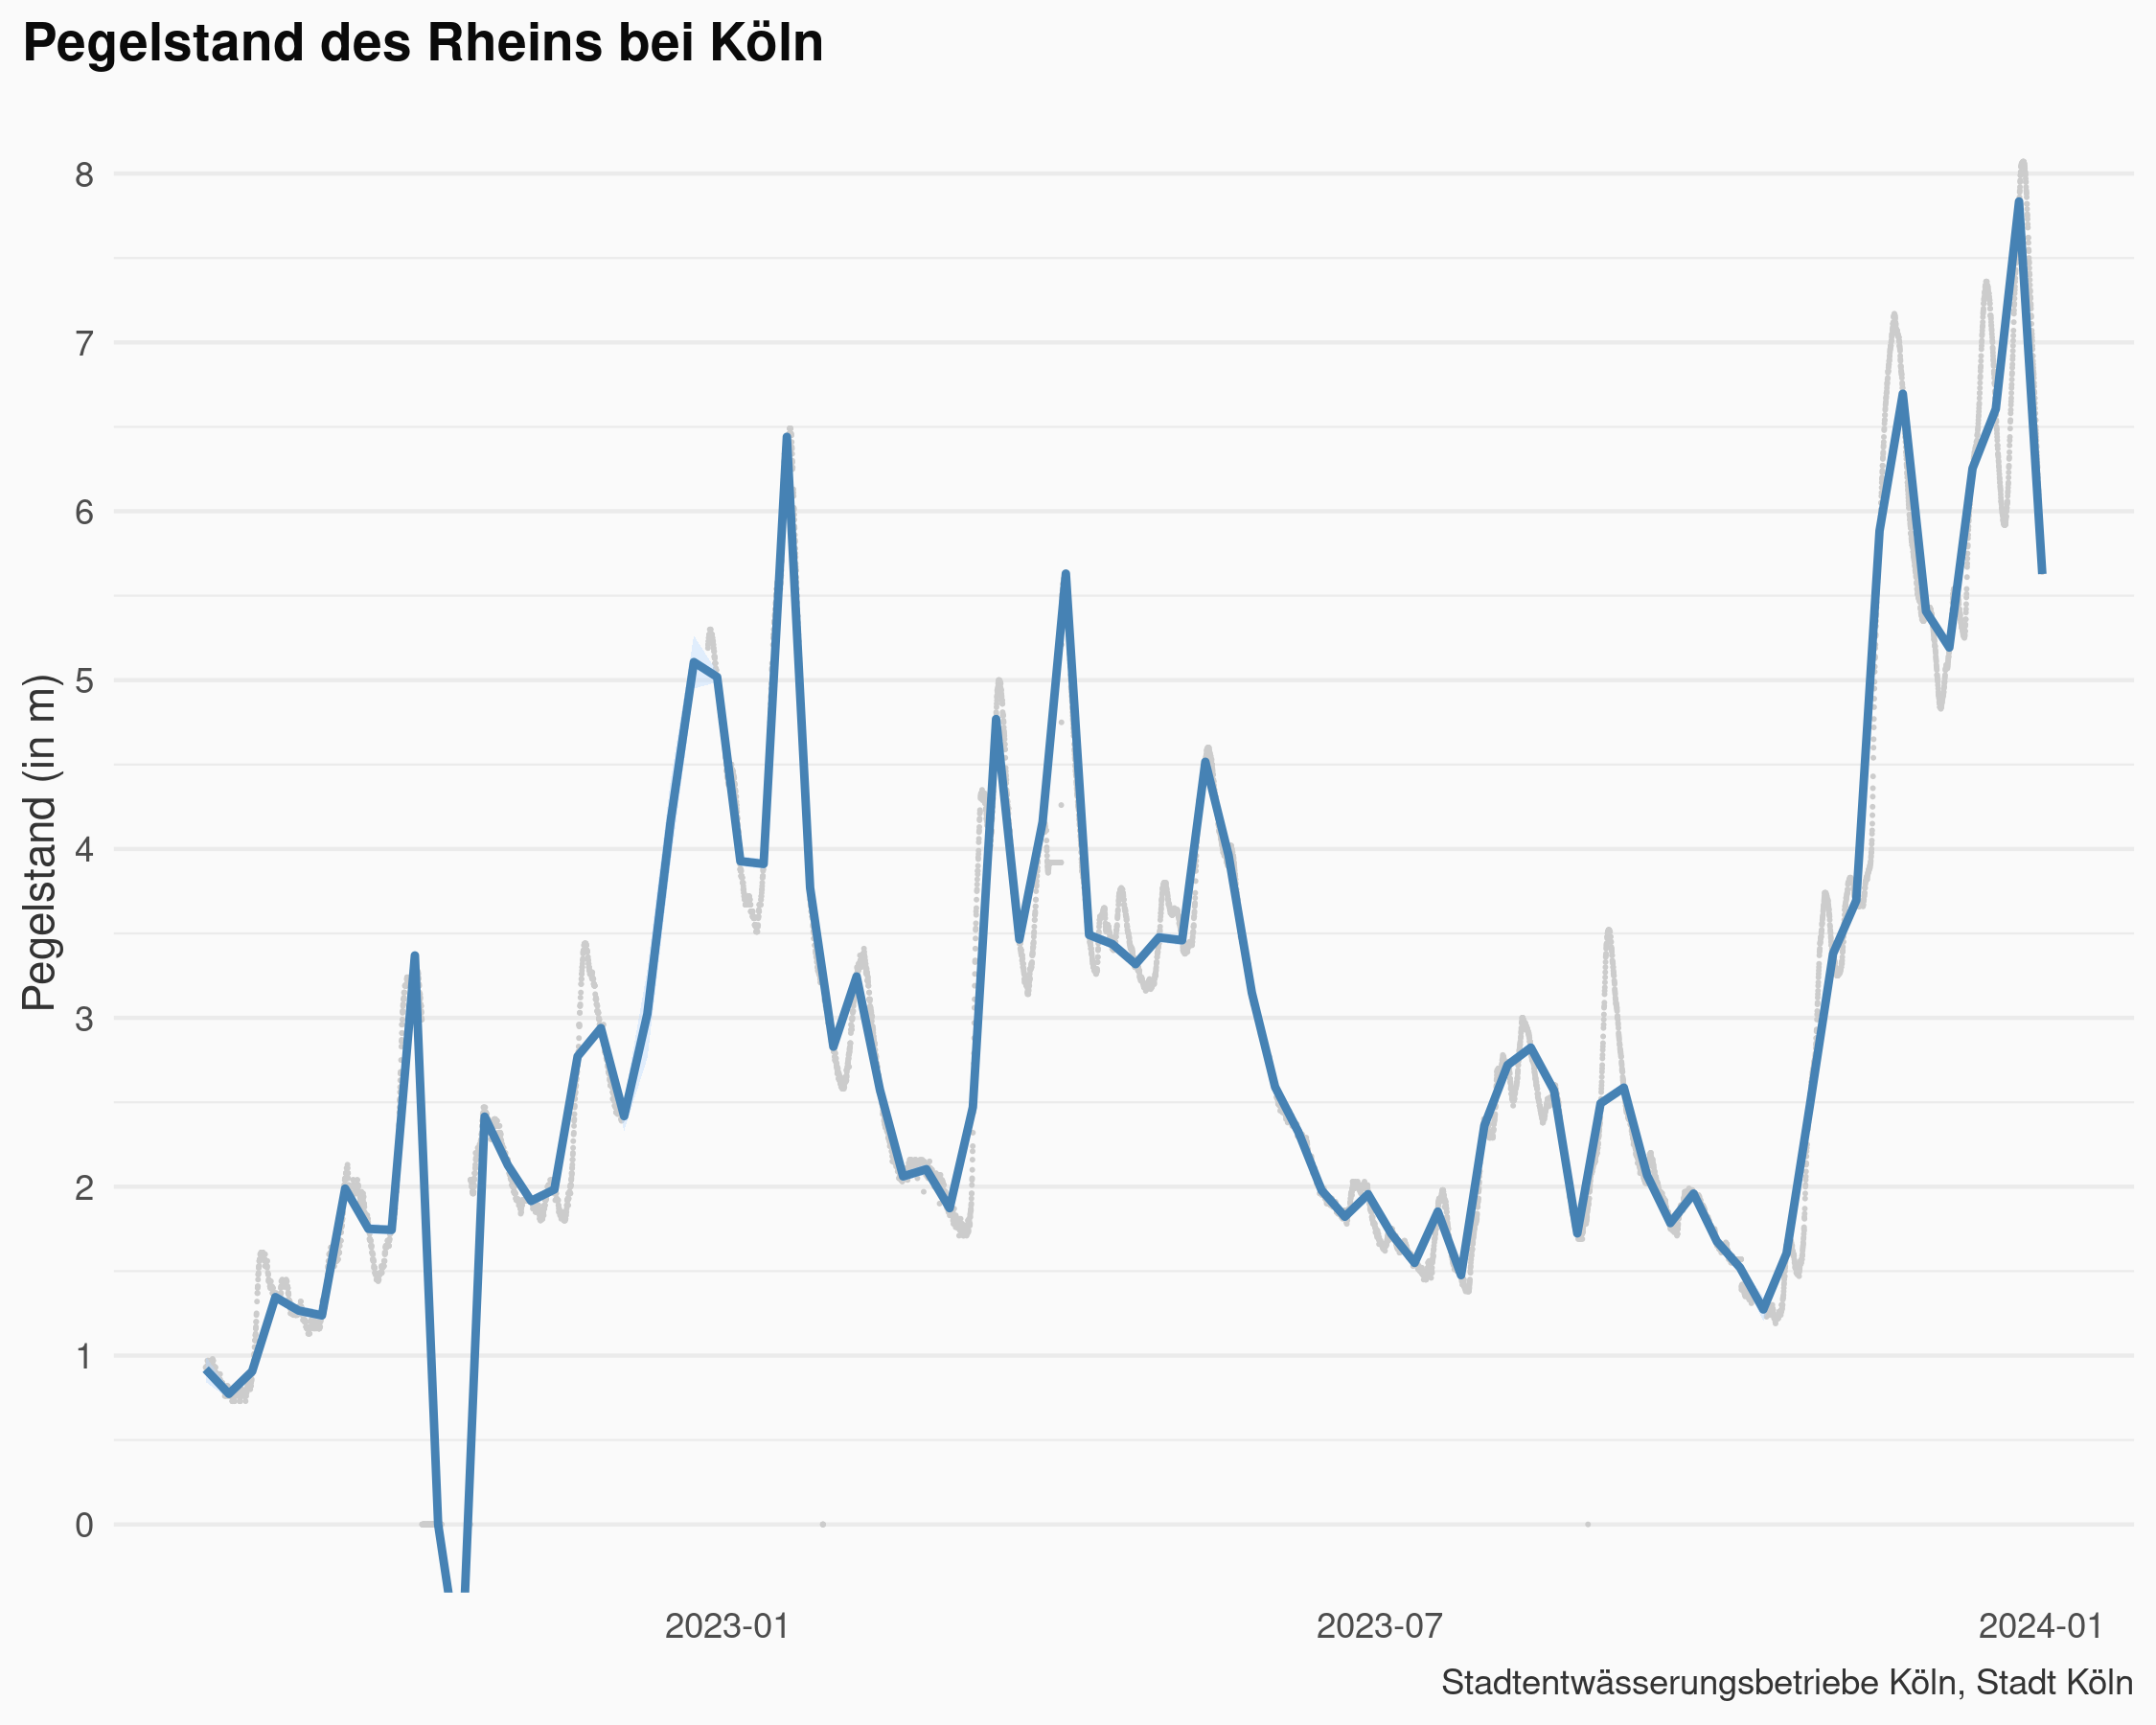 Pegelstand des Rheins bei Köln
Pegelstand (in m)
8
7
6
5
4
3
2
1
0
2023-01 2023-07 2024-01
Stadtentwässerungsbetriebe Köln, Stadt Köln